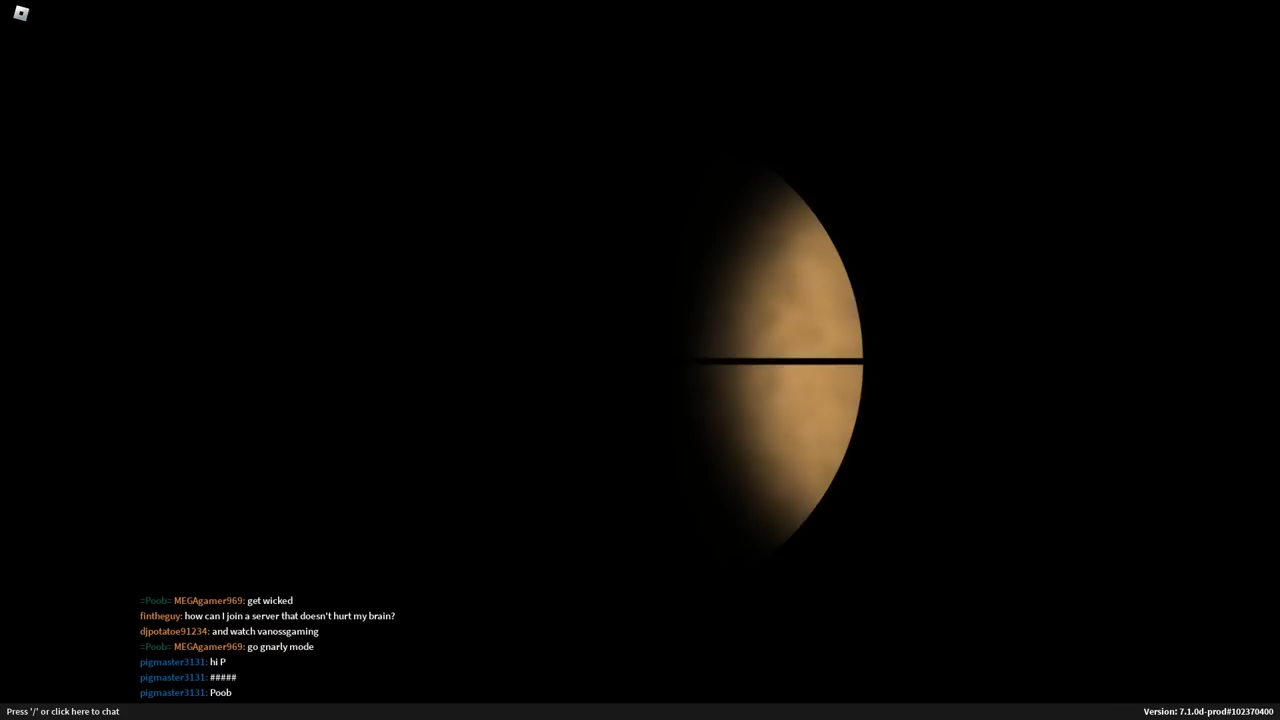 =Poob= MEGAgamer969: get wicked
fintheguy: how can I join a server that doesn't hurt my brain?
djpotatoe91234: and watch vanossgaming
=Poob= MEGAgamer969: go gnarly mode
pigmaster3131: hi P
pigmaster3131: #####
pigmaster3131: Poob
Press '/' or click here to chat
Version: 7.1.0d-prod#102370400